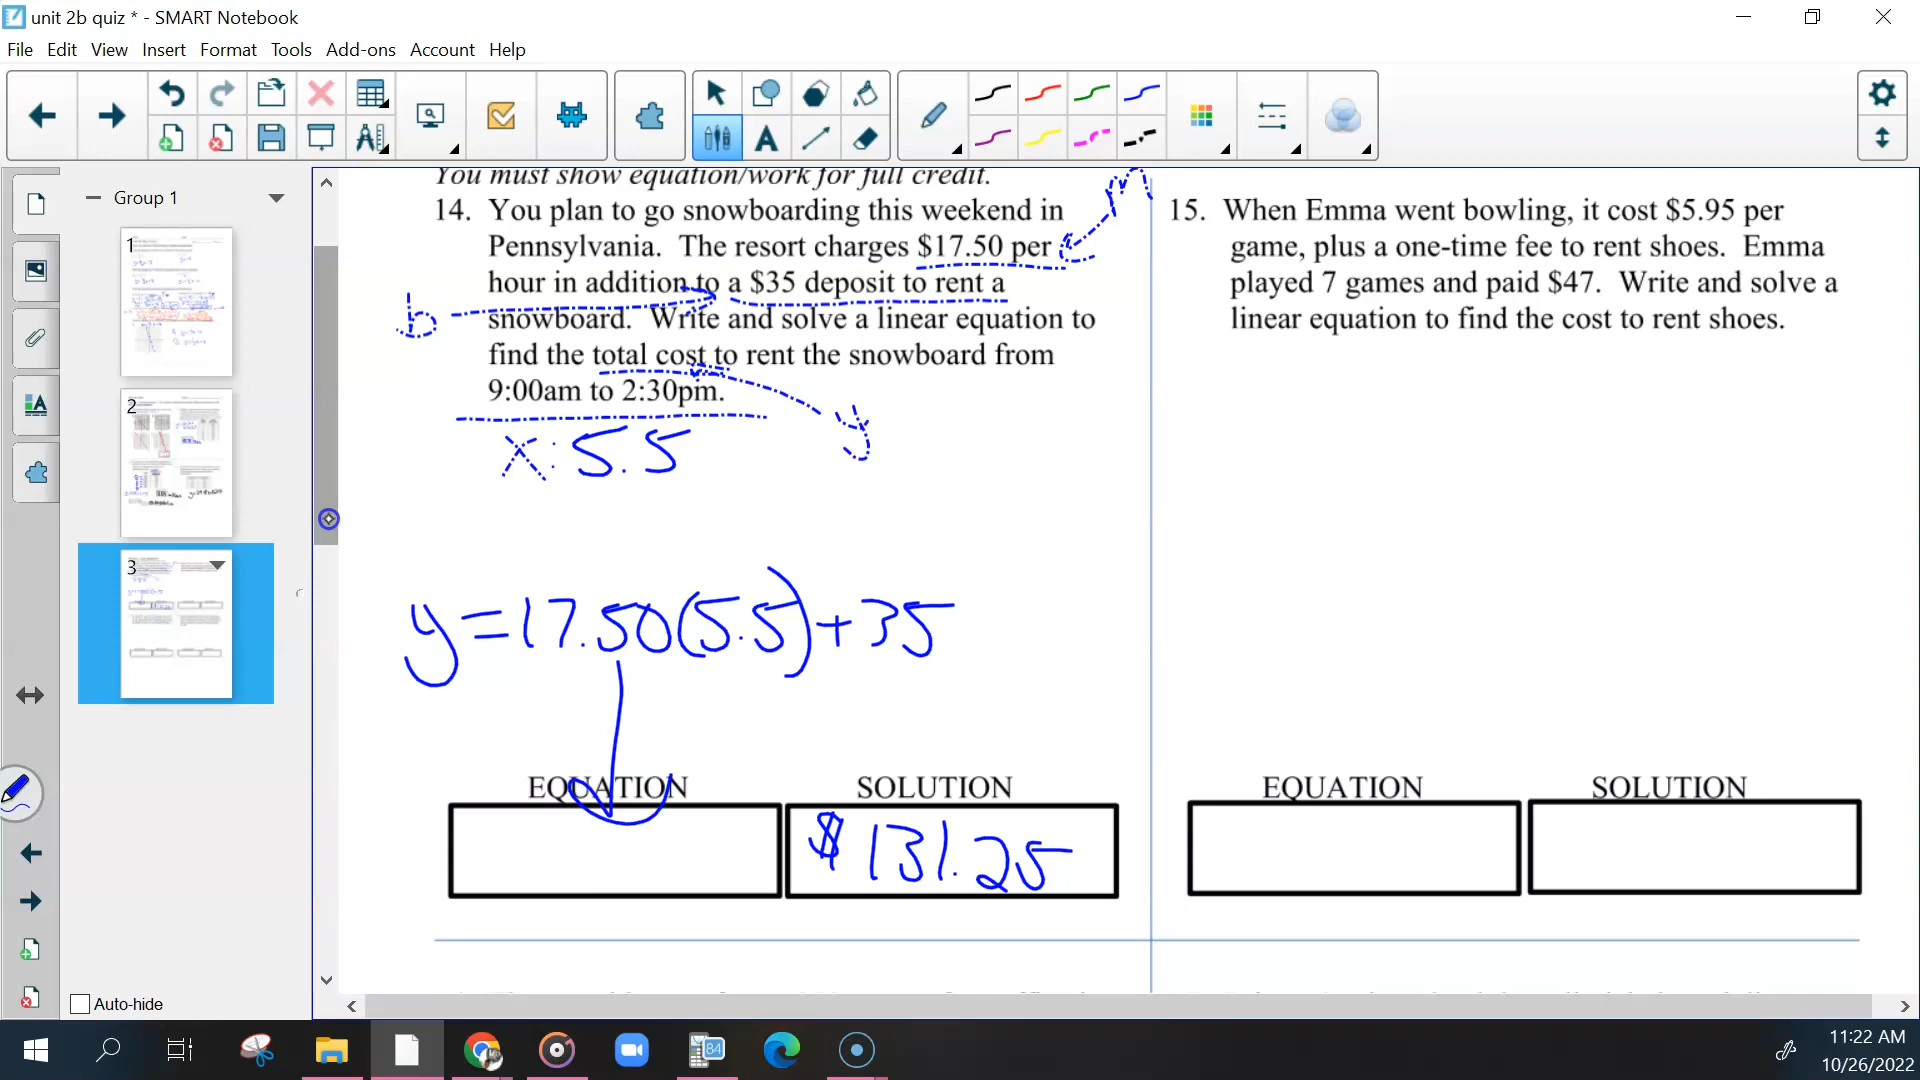 unit 2b quiz * - SMART Notebook
File Edit View Insert Format Tools Add-ons Account Help
Group 1
1
2
3
You must show equation/work for full credit.
m
14. You plan to go snowboarding this weekend in
Pennsylvania. The resort charges $17.50 per
hour in addition to a $35 deposit to rent a
b
snowboard. Write and solve a linear equation to
find the total cost to rent the snowboard from
9:00am to 2:30pm.
y
x: 5.5
y=17.50(5.5)+35
EQUATION SOLUTION
$131.25
15. When Emma went bowling, it cost $5.95 per
game, plus a one-time fee to rent shoes. Emma
played 7 games and paid $47. Write and solve a
linear equation to find the cost to rent shoes.
EQUATION SOLUTION
Auto-hide
84
11:22 AM
10/26/2022